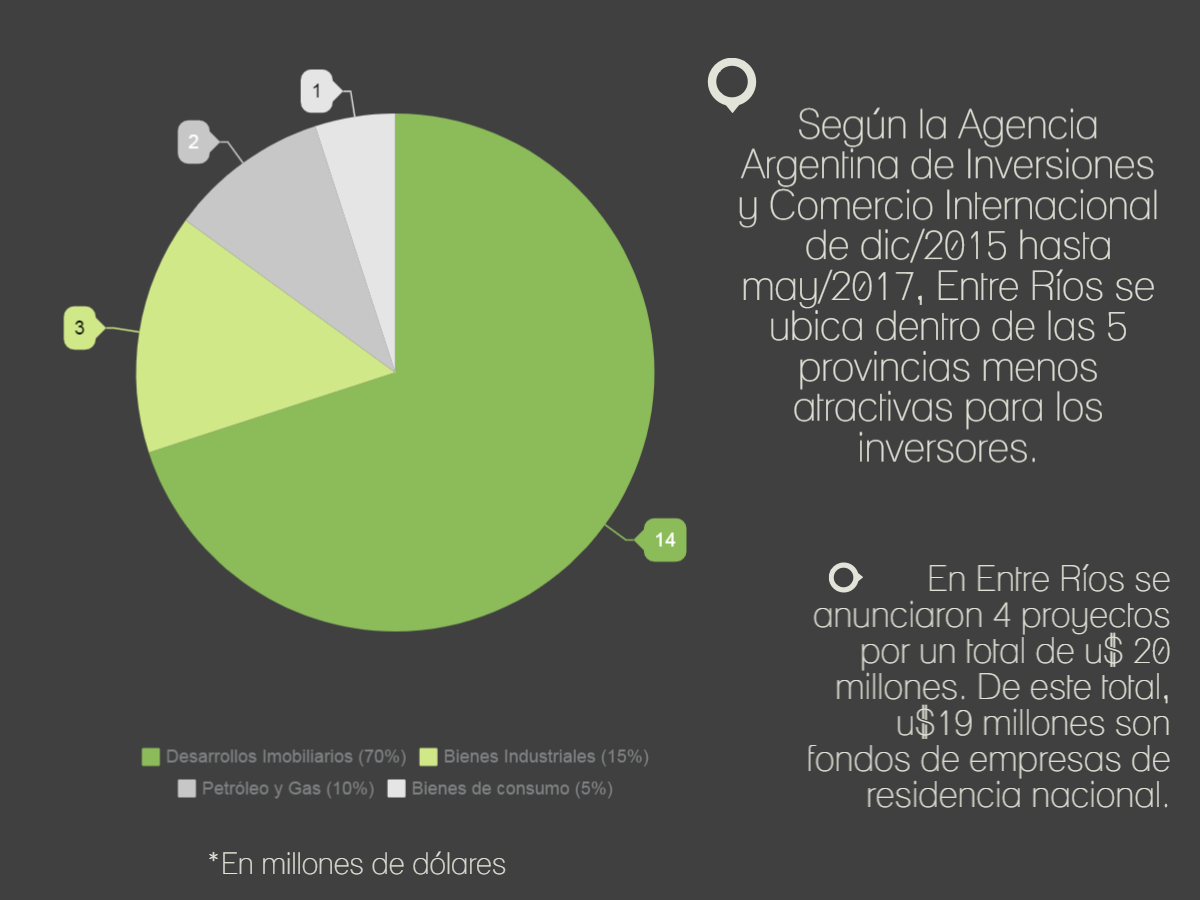 1
2
3
14
Desarrollos Imobiliarios (70%) Bienes Industriales (15%)
Petróleo y Gas (10%) Bienes de consumo (5%)
*En millones de dólares
Según la Agencia
Argentina de Inversiones
y Comercio Internacional
de dic/2015 hasta
may/2017, Entre Ríos se
ubica dentro de las 5
provincias menos
atractivas para los
inversores.
En Entre Ríos se
anunciaron 4 proyectos
por un total de u$ 20
millones. De este total,
u$19 millones son
fondos de empresas de
residencia nacional.